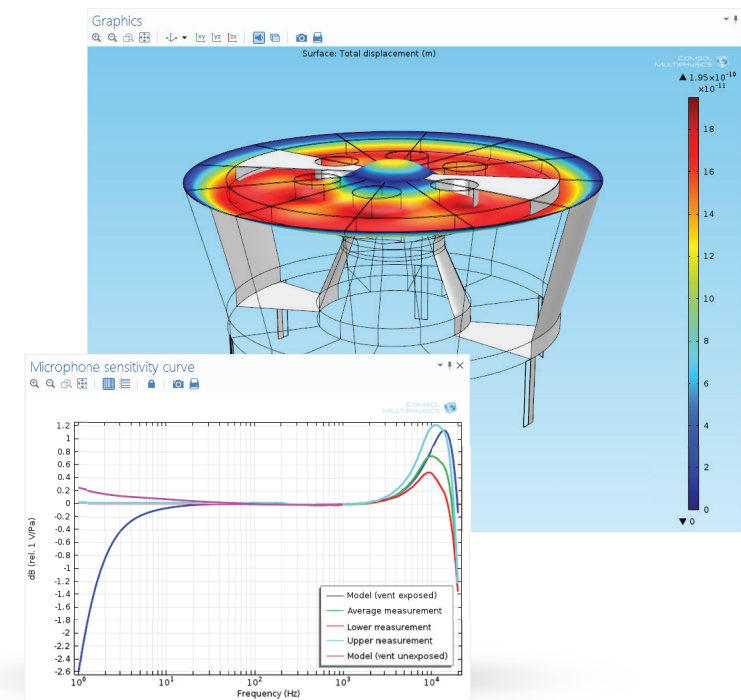 Graphics
xy yz zx
Surface: Total displacement (m)
COMSOL
MULTIPHYSICS
▲ 1.95×10⁻¹⁰
×10⁻¹¹
18
16
14
12
10
8
6
4
2
0
▼ 0
Microphone sensitivity curve
COMSOL
MULTIPHYSICS
1.2
1
0.8
0.6
0.4
0.2
0
-0.2
-0.4
-0.6
-0.8
-1
-1.2
-1.4
-1.6
-1.8
-2
-2.2
-2.4
-2.6
dB (rel. 1 V/Pa)
Model (vent exposed)
Average measurement
Lower measurement
Upper measurement
Model (vent unexposed)
10⁰ 10¹ 10² 10³ 10⁴
Frequency (Hz)